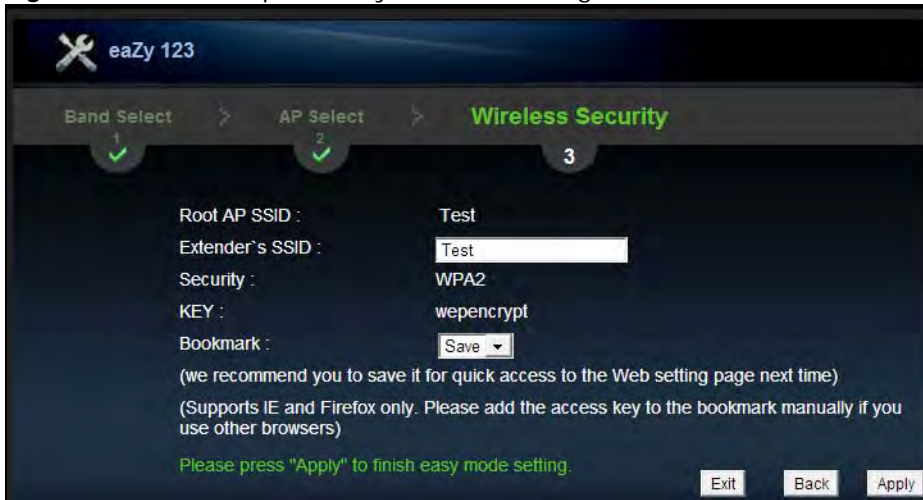 eaZy 123
Band Select > AP Select > Wireless Security
1 2 3
Root AP SSID : Test
Extender`s SSID : Test
Security : WPA2
KEY : wepencrypt
Bookmark : Save
(we recommend you to save it for quick access to the Web setting page next time)
(Supports IE and Firefox only. Please add the access key to the bookmark manually if you
use other browsers)
Please press "Apply" to finish easy mode setting.
Exit Back Apply